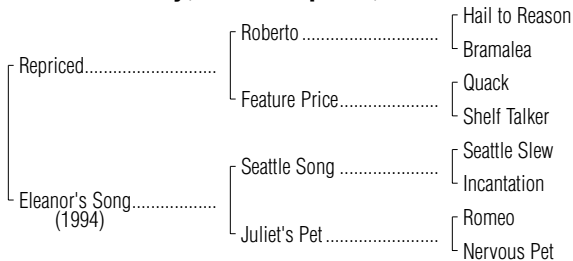 Hail to Reason
Roberto
Bramalea
Repriced
Quack
Feature Price
Shelf Talker
Seattle Slew
Seattle Song
Incantation
Eleanor's Song
(1994)
Romeo
Juliet's Pet
Nervous Pet